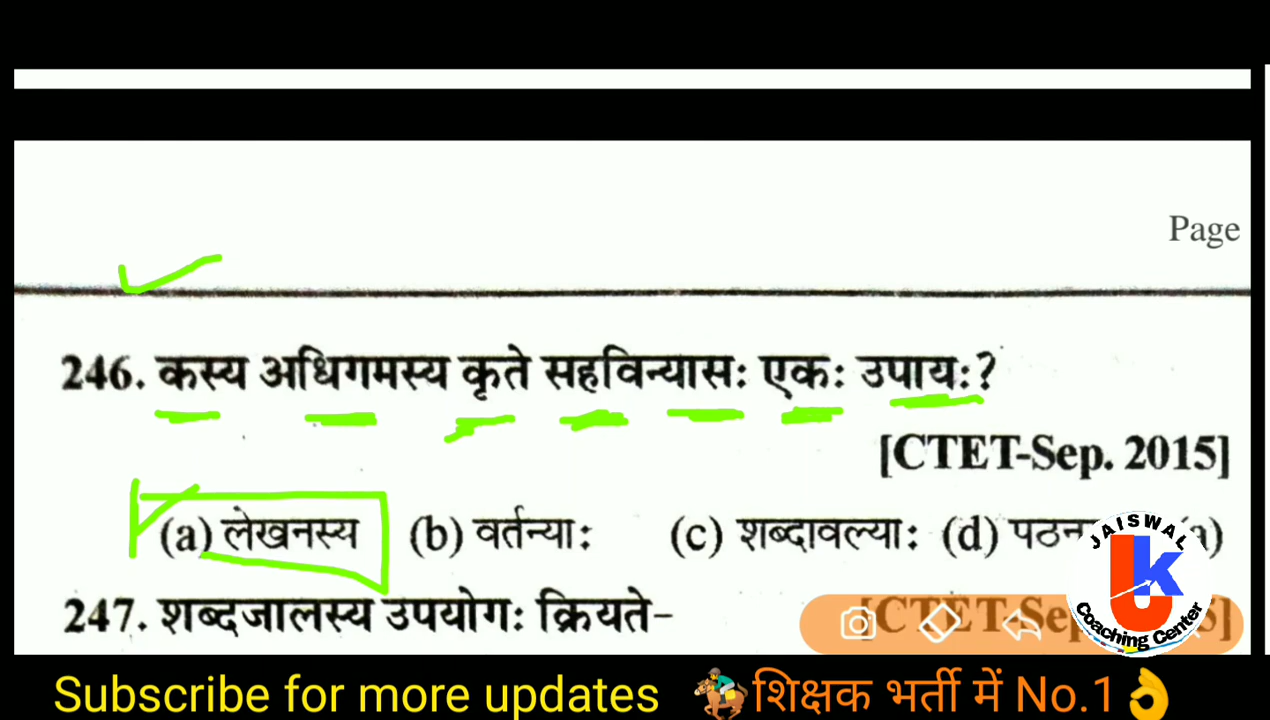 Page
246. कस्य अधिगमस्य कृते सहविन्यासः एकः उपायः?
[CTET-Sep. 2015]
(a) लेखनस्य (b) वर्तन्याः (c) शब्दावल्याः (d)
JAISWAL
UK
Coaching Center
247. शब्दजालस्य उपयोगः क्रियते-
Subscribe for more updates 🏇शिक्षक भर्ती में No.1👌